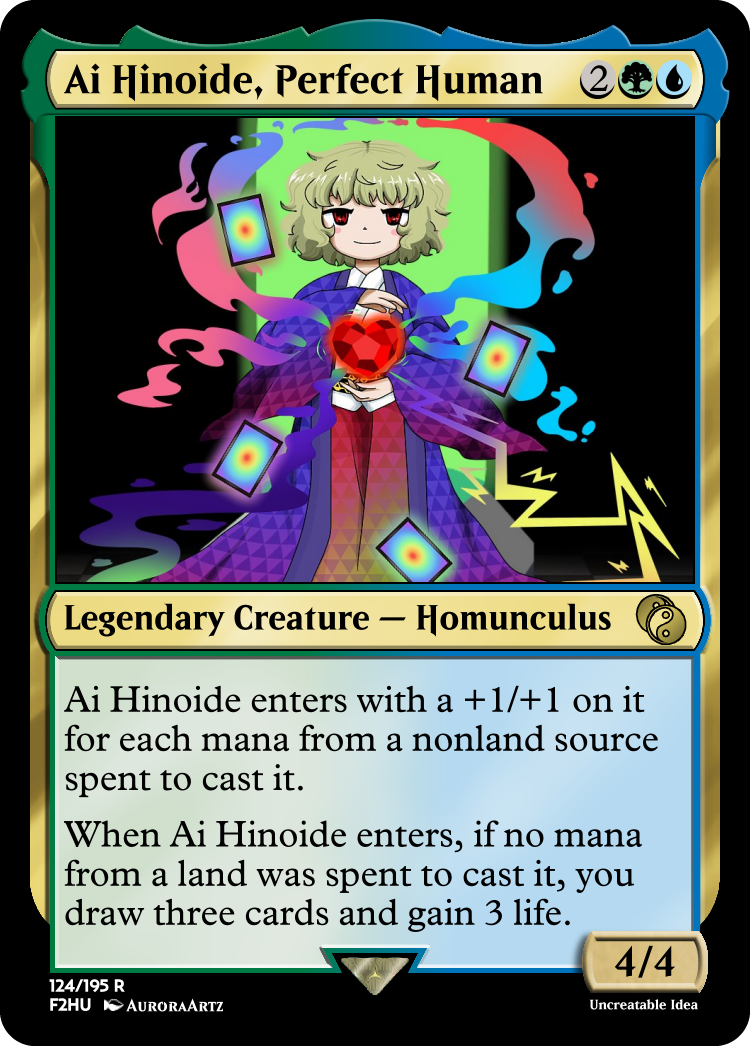 Ai Hinoide, Perfect Human 2
Legendary Creature — Homunculus
Ai Hinoide enters with a +1/+1 on it
for each mana from a nonland source
spent to cast it.
When Ai Hinoide enters, if no mana
from a land was spent to cast it, you
draw three cards and gain 3 life.
4/4
124/195 R
F2HU AuroraArtz
Uncreatable Idea